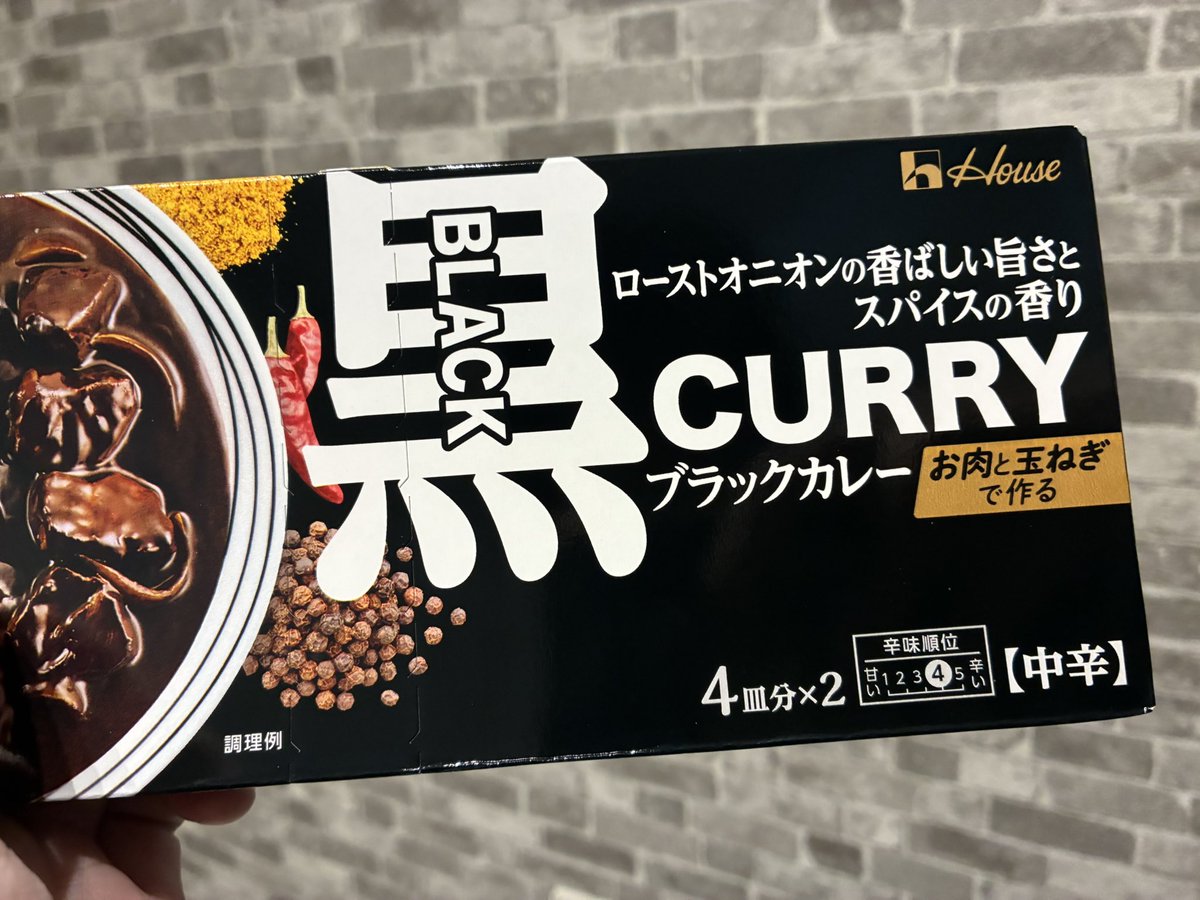 House
黒
BLACK
ローストオニオンの香ばしい旨さと
スパイスの香り
CURRY
ブラックカレー
お肉と玉ねぎ
で作る
4皿分×2
辛味順位
甘い 1 2 3 4 5 辛い
【中辛】
調理例